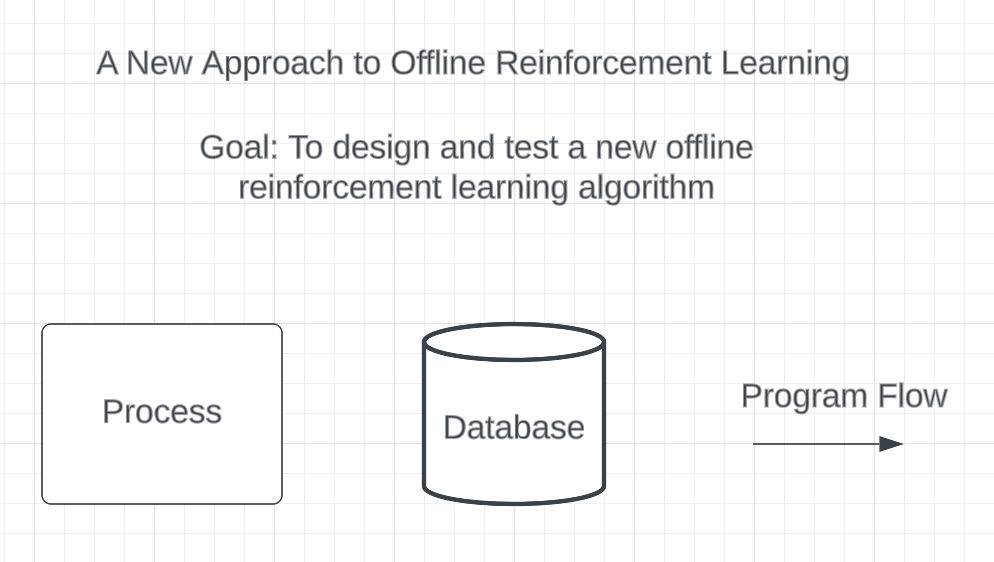 A New Approach to Offline Reinforcement Learning
Goal: To design and test a new offline
reinforcement learning algorithm
Process
Database
Program Flow